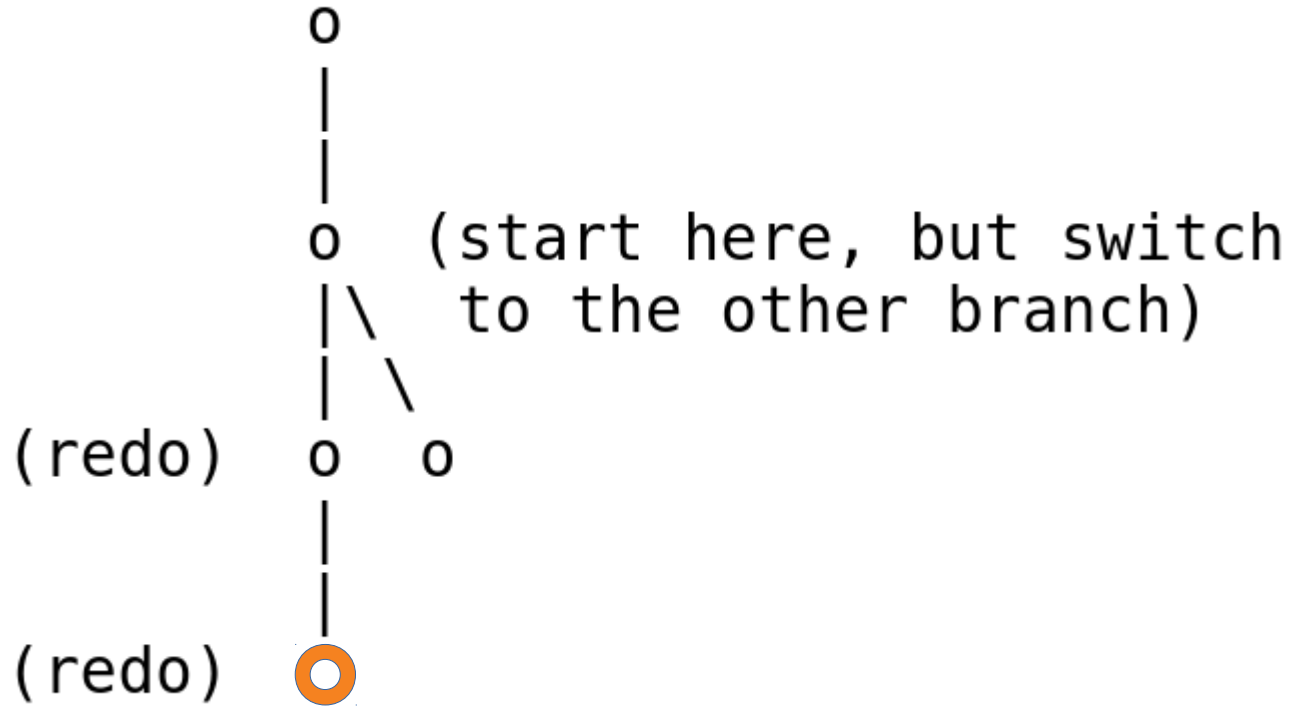 o
|
|
o (start here, but switch
|\ to the other branch)
| \
(redo) o o
|
|
(redo)